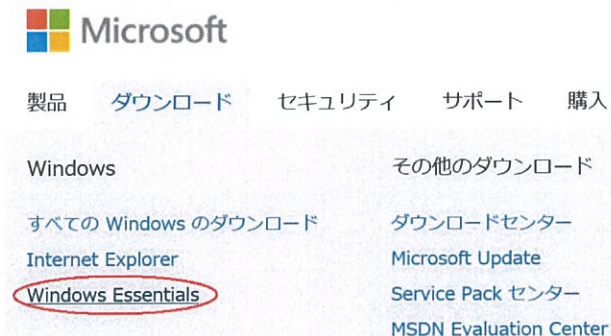 Microsoft
製品 ダウンロード セキュリティ サポート 購入
Windows
すべての Windows のダウンロード
Internet Explorer
Windows Essentials
その他のダウンロード
ダウンロードセンター
Microsoft Update
Service Pack センター
MSDN Evaluation Center